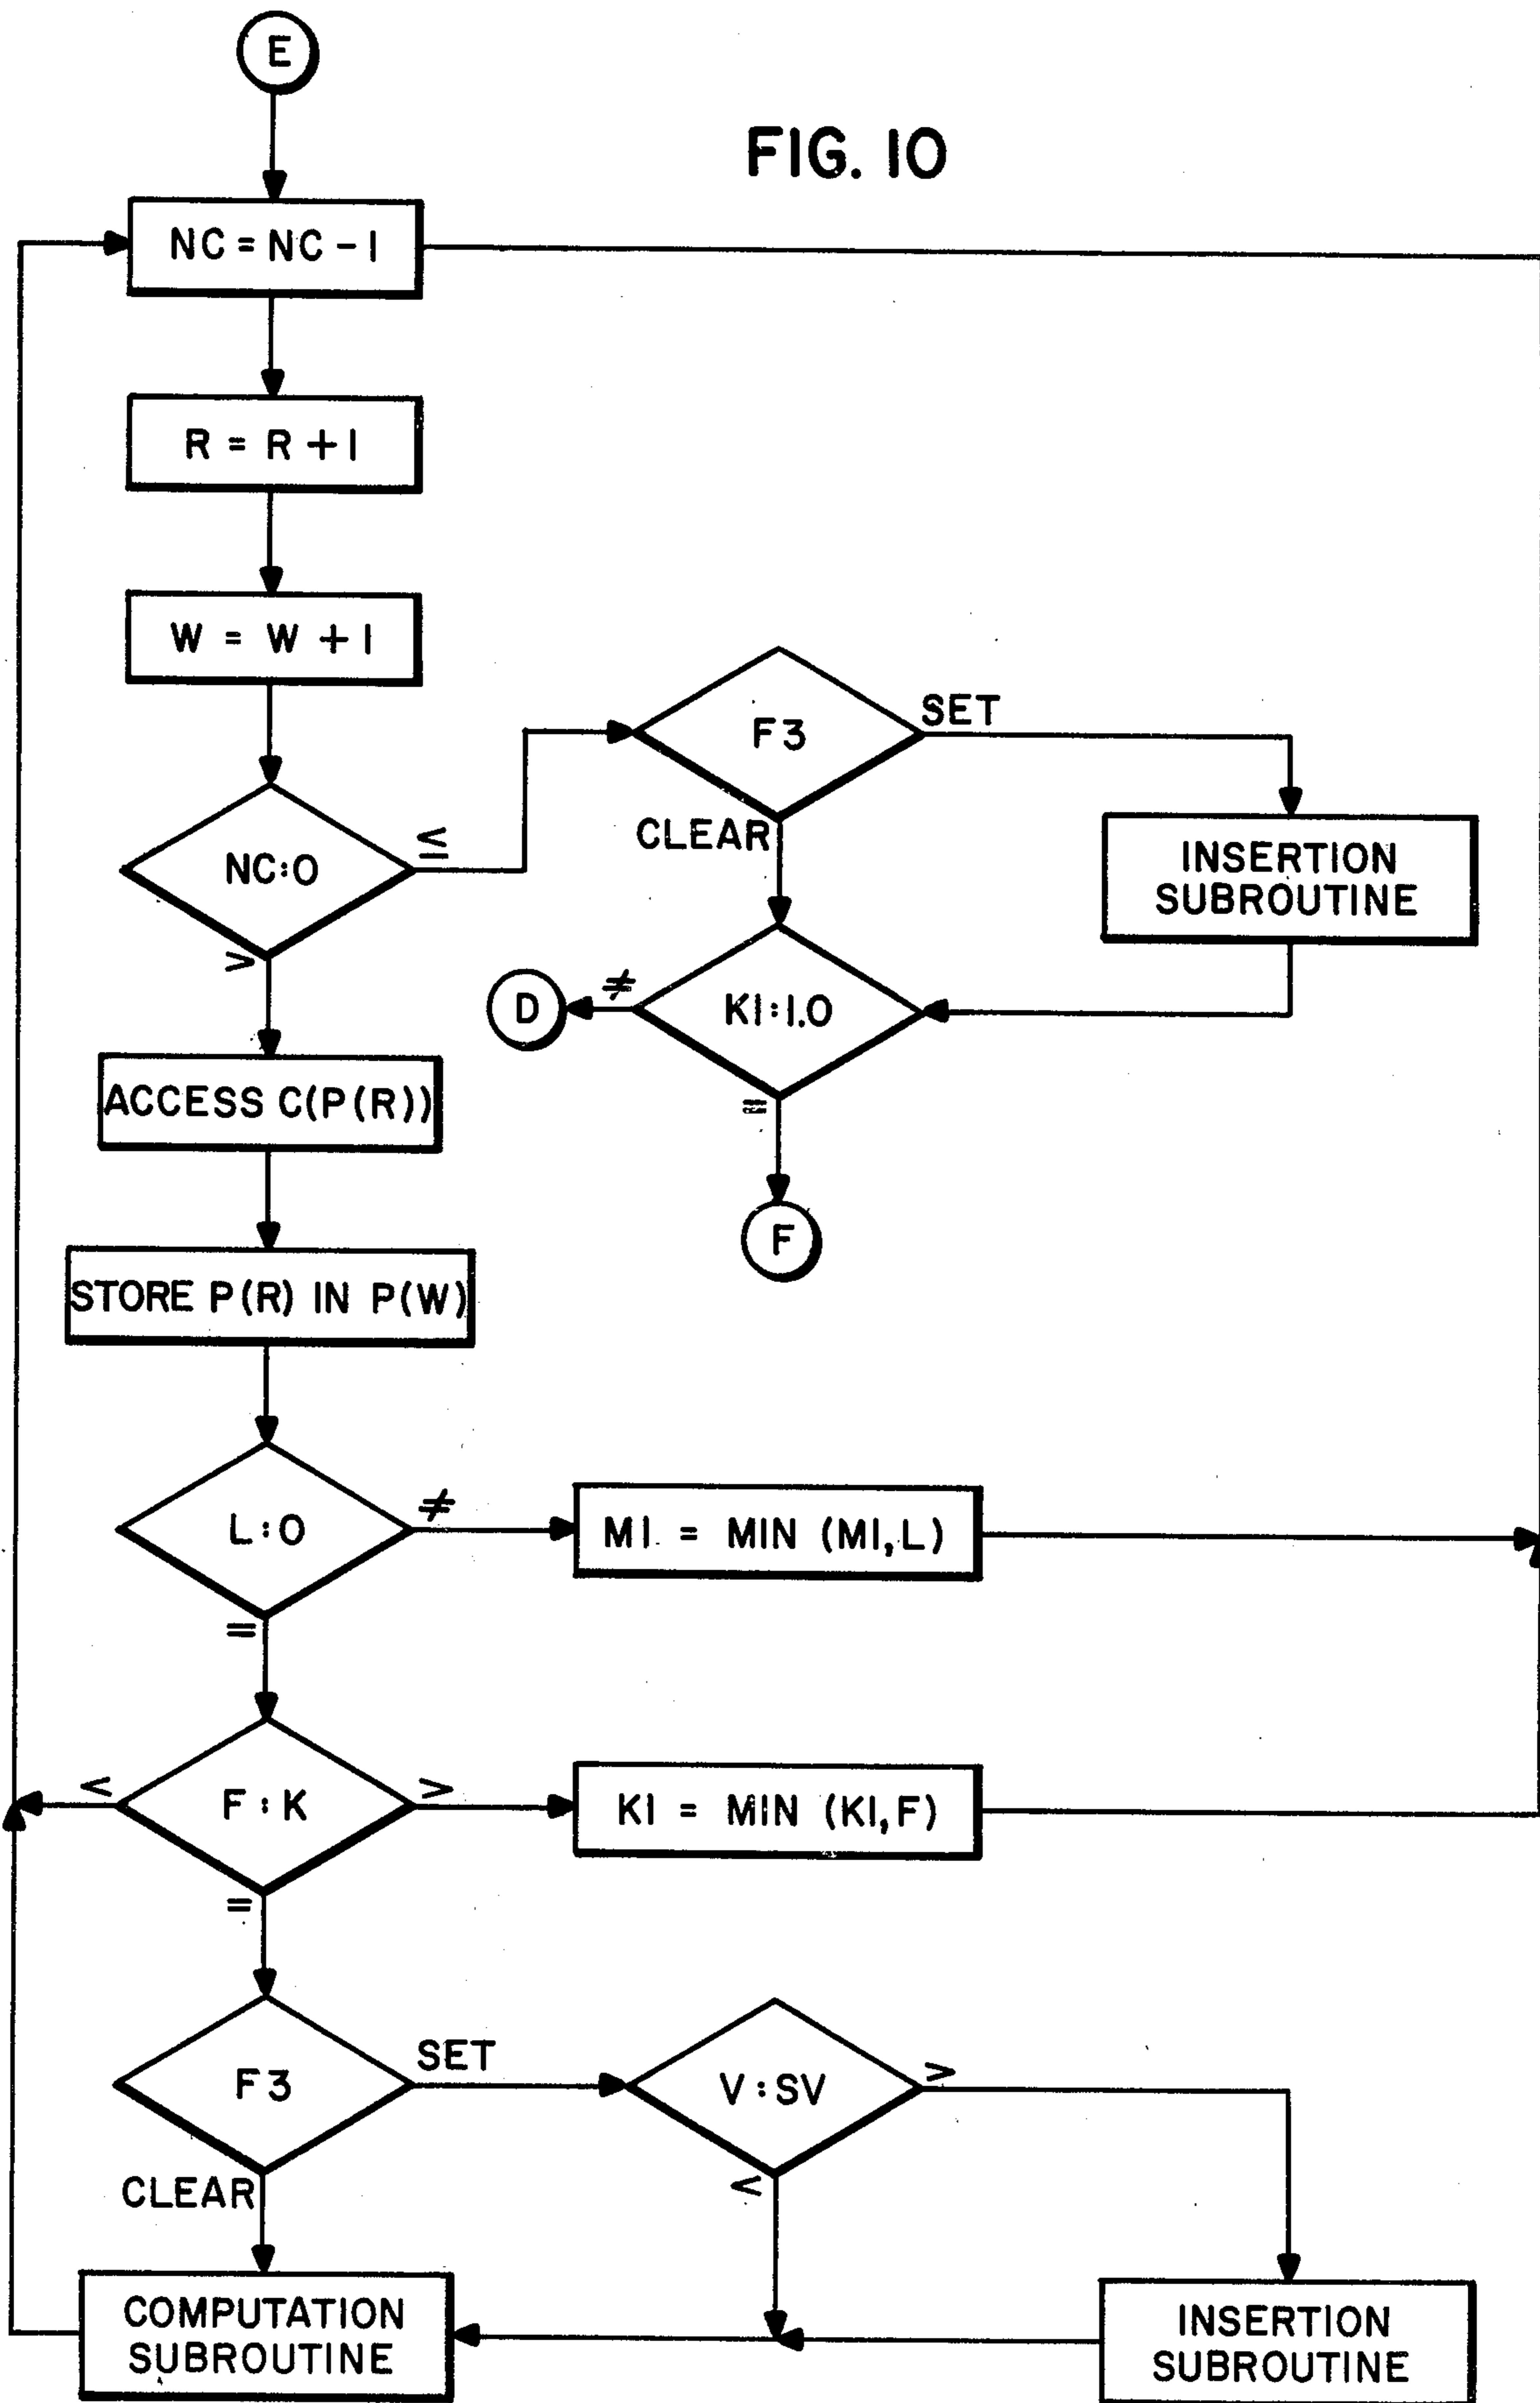 E
FIG. 10
NC = NC - 1
R = R + 1
W = W + 1
F3
SET
CLEAR
NC:0
≤
>
INSERTION
SUBROUTINE
K1:1.0
≠
D
=
F
ACCESS C(P(R))
STORE P(R) IN P(W)
L:0
≠
=
M1 = MIN (M1,L)
F:K
<
>
=
K1 = MIN (K1,F)
F3
SET
CLEAR
V:SV
>
<
COMPUTATION
SUBROUTINE
INSERTION
SUBROUTINE